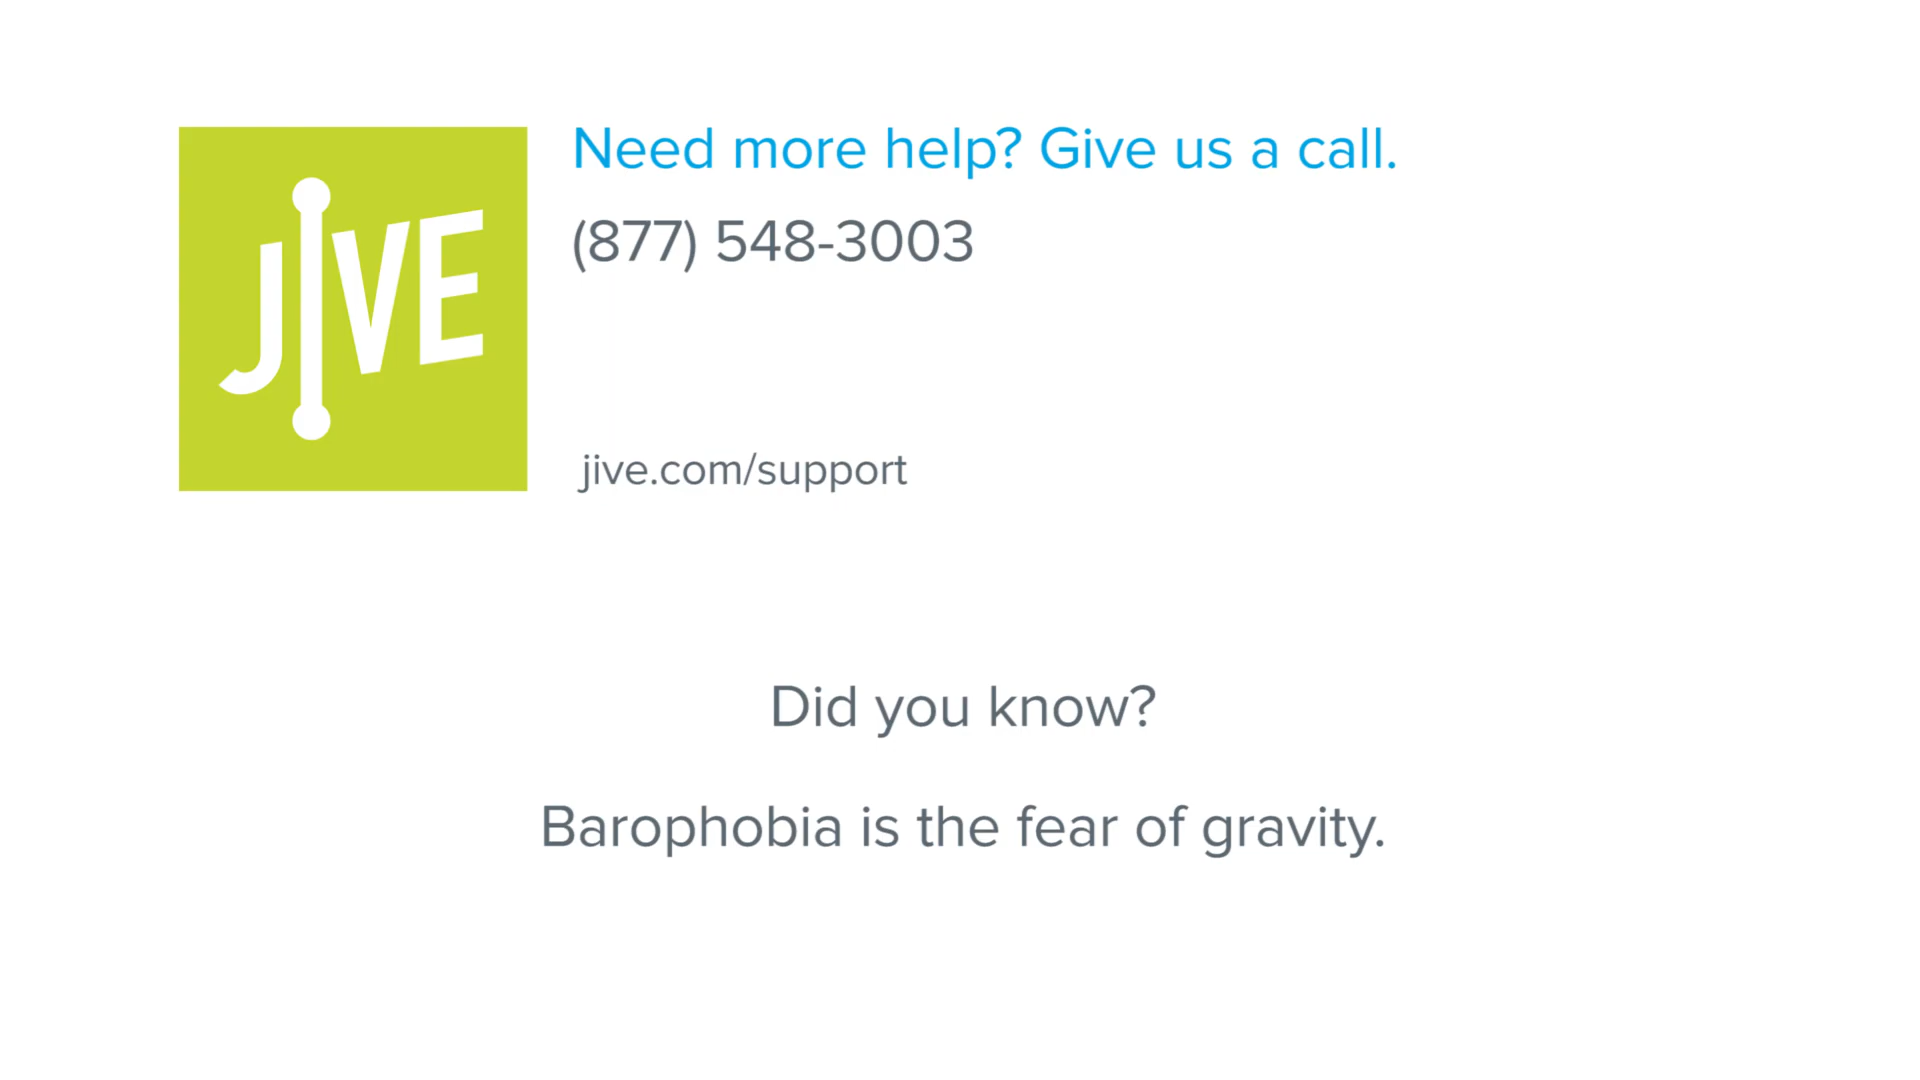 JIVE
Need more help? Give us a call.
(877) 548-3003
jive.com/support
Did you know?
Barophobia is the fear of gravity.